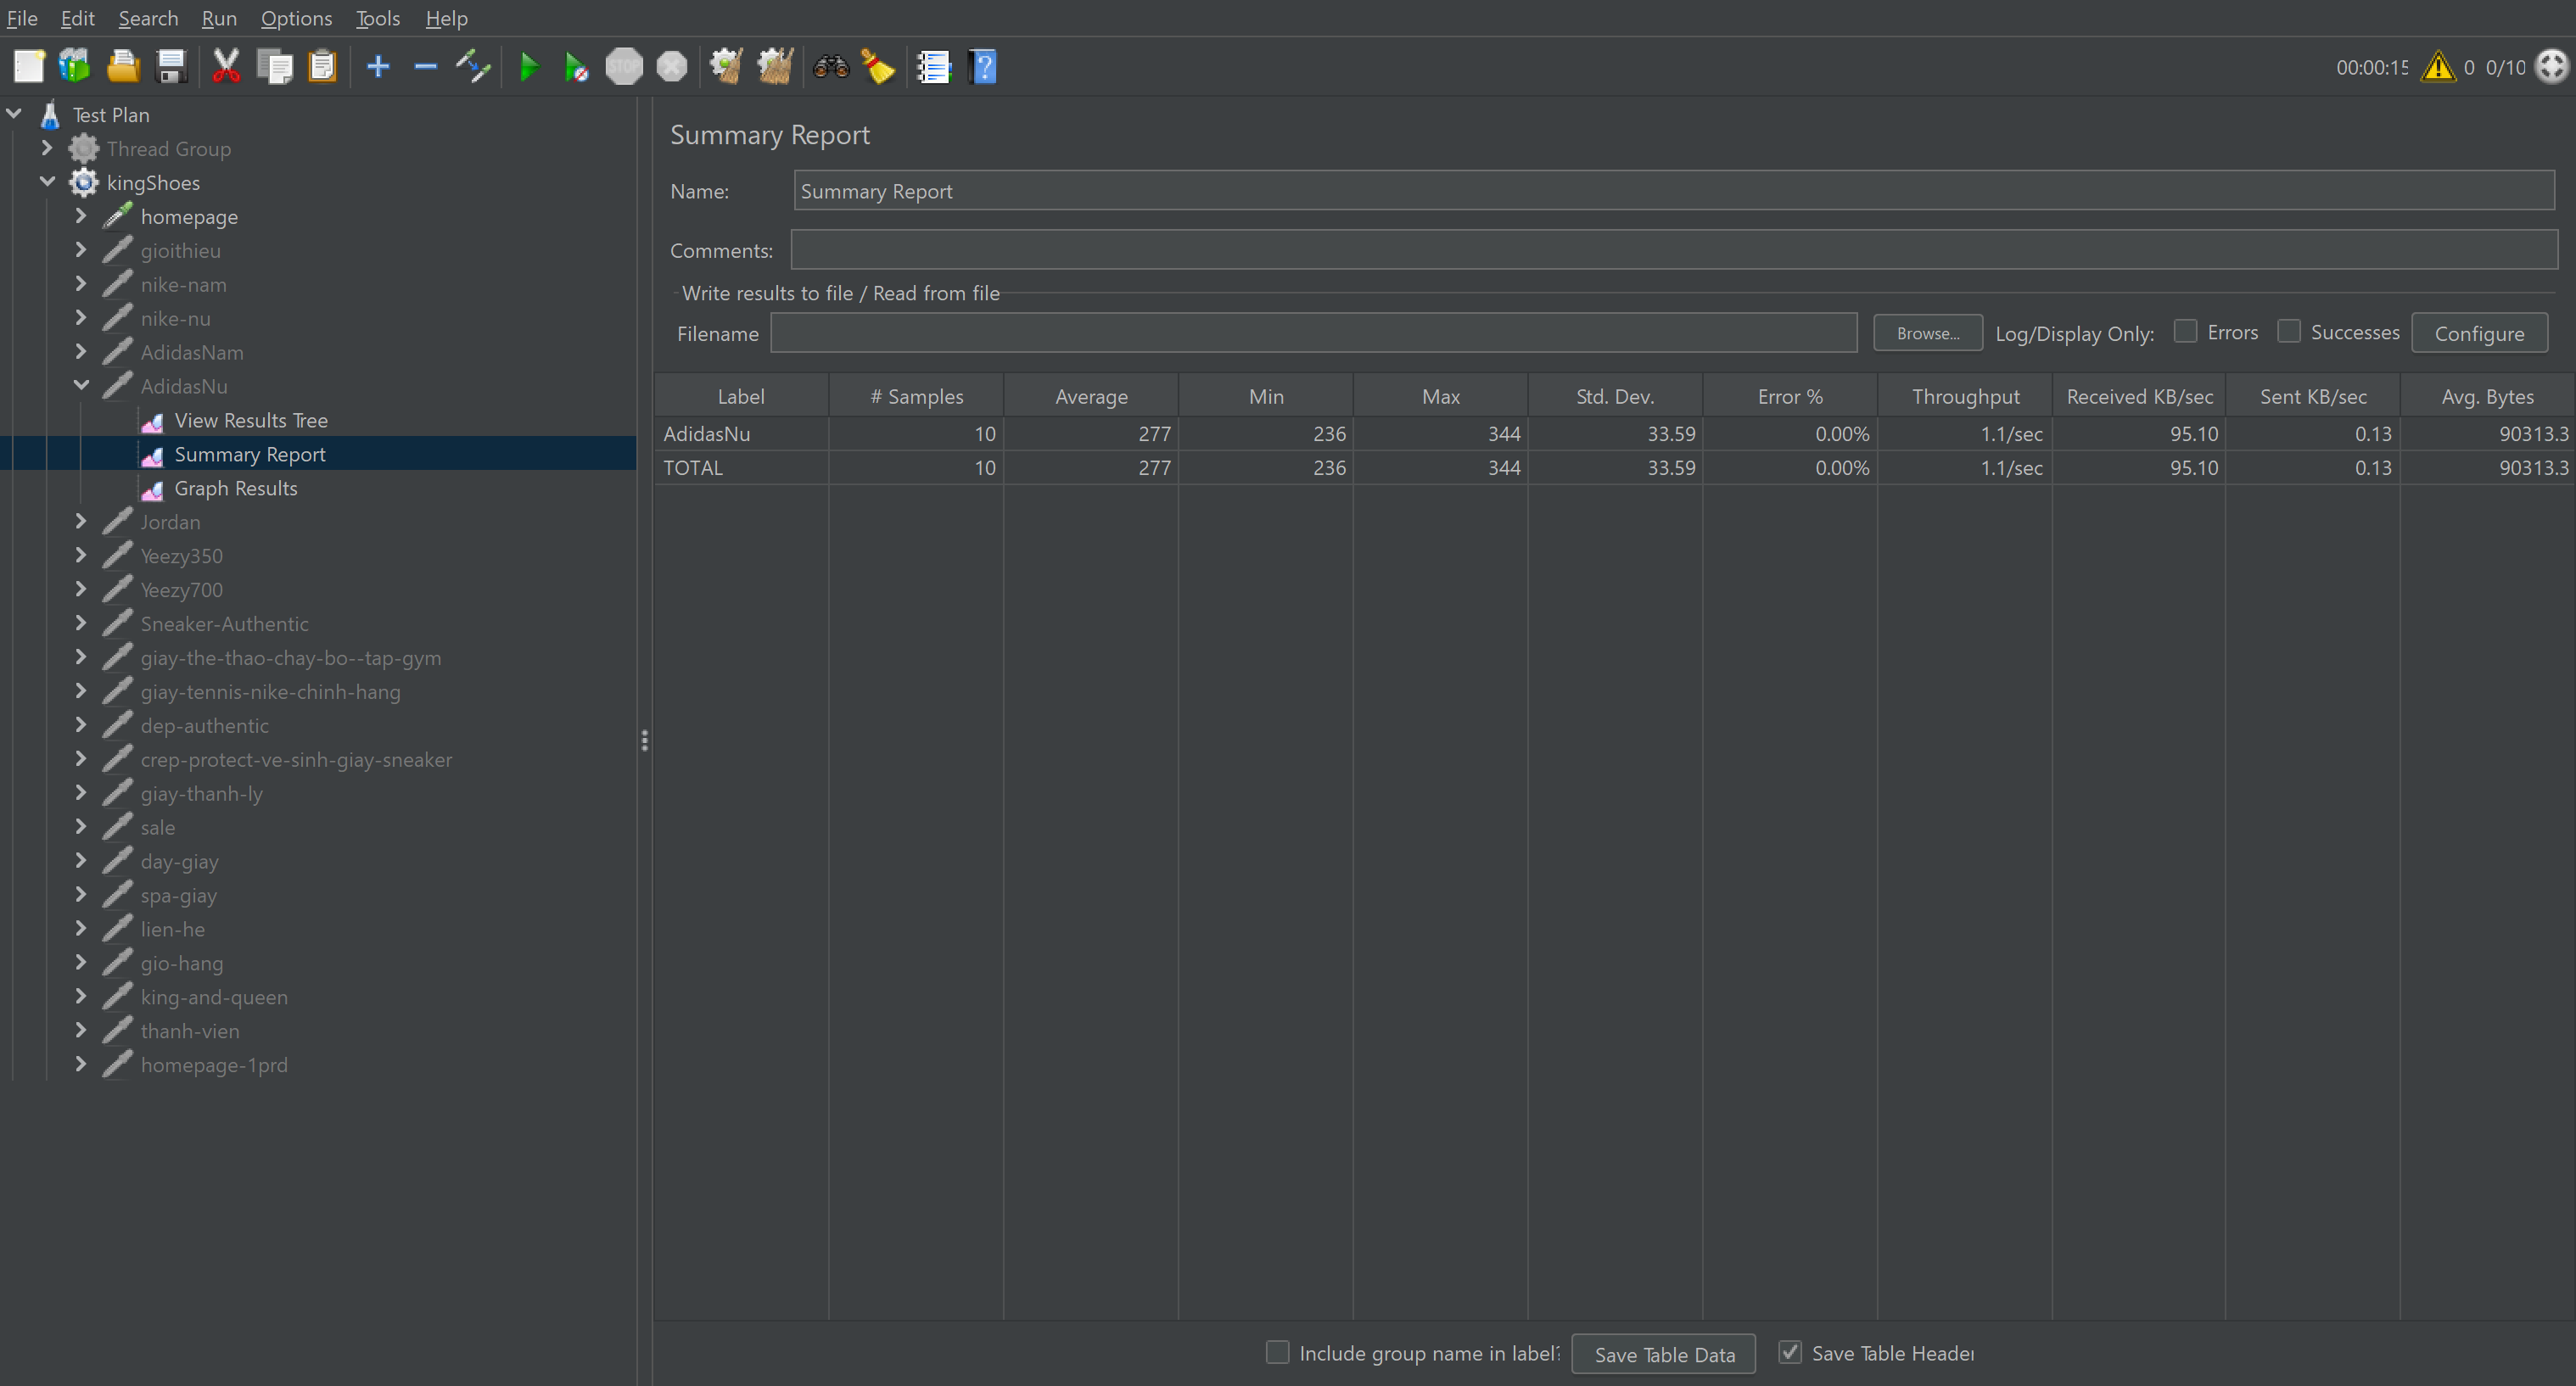 File Edit Search Run Options Tools Help
STOP
?
00:00:15 0 0/10
Test Plan
Thread Group
kingShoes
homepage
gioithieu
nike-nam
nike-nu
AdidasNam
AdidasNu
View Results Tree
Summary Report
Graph Results
Jordan
Yeezy350
Yeezy700
Sneaker-Authentic
giay-the-thao-chay-bo--tap-gym
giay-tennis-nike-chinh-hang
dep-authentic
crep-protect-ve-sinh-giay-sneaker
giay-thanh-ly
sale
day-giay
spa-giay
lien-he
gio-hang
king-and-queen
thanh-vien
homepage-1prd
Summary Report
Name: Summary Report
Comments:
Write results to file / Read from file
Filename Browse... Log/Display Only: Errors Successes Configure
Label # Samples Average Min Max Std. Dev. Error % Throughput Received KB/sec Sent KB/sec Avg. Bytes
AdidasNu 10 277 236 344 33.59 0.00% 1.1/sec 95.10 0.13 90313.3
TOTAL 10 277 236 344 33.59 0.00% 1.1/sec 95.10 0.13 90313.3
Include group name in label? Save Table Data Save Table Header